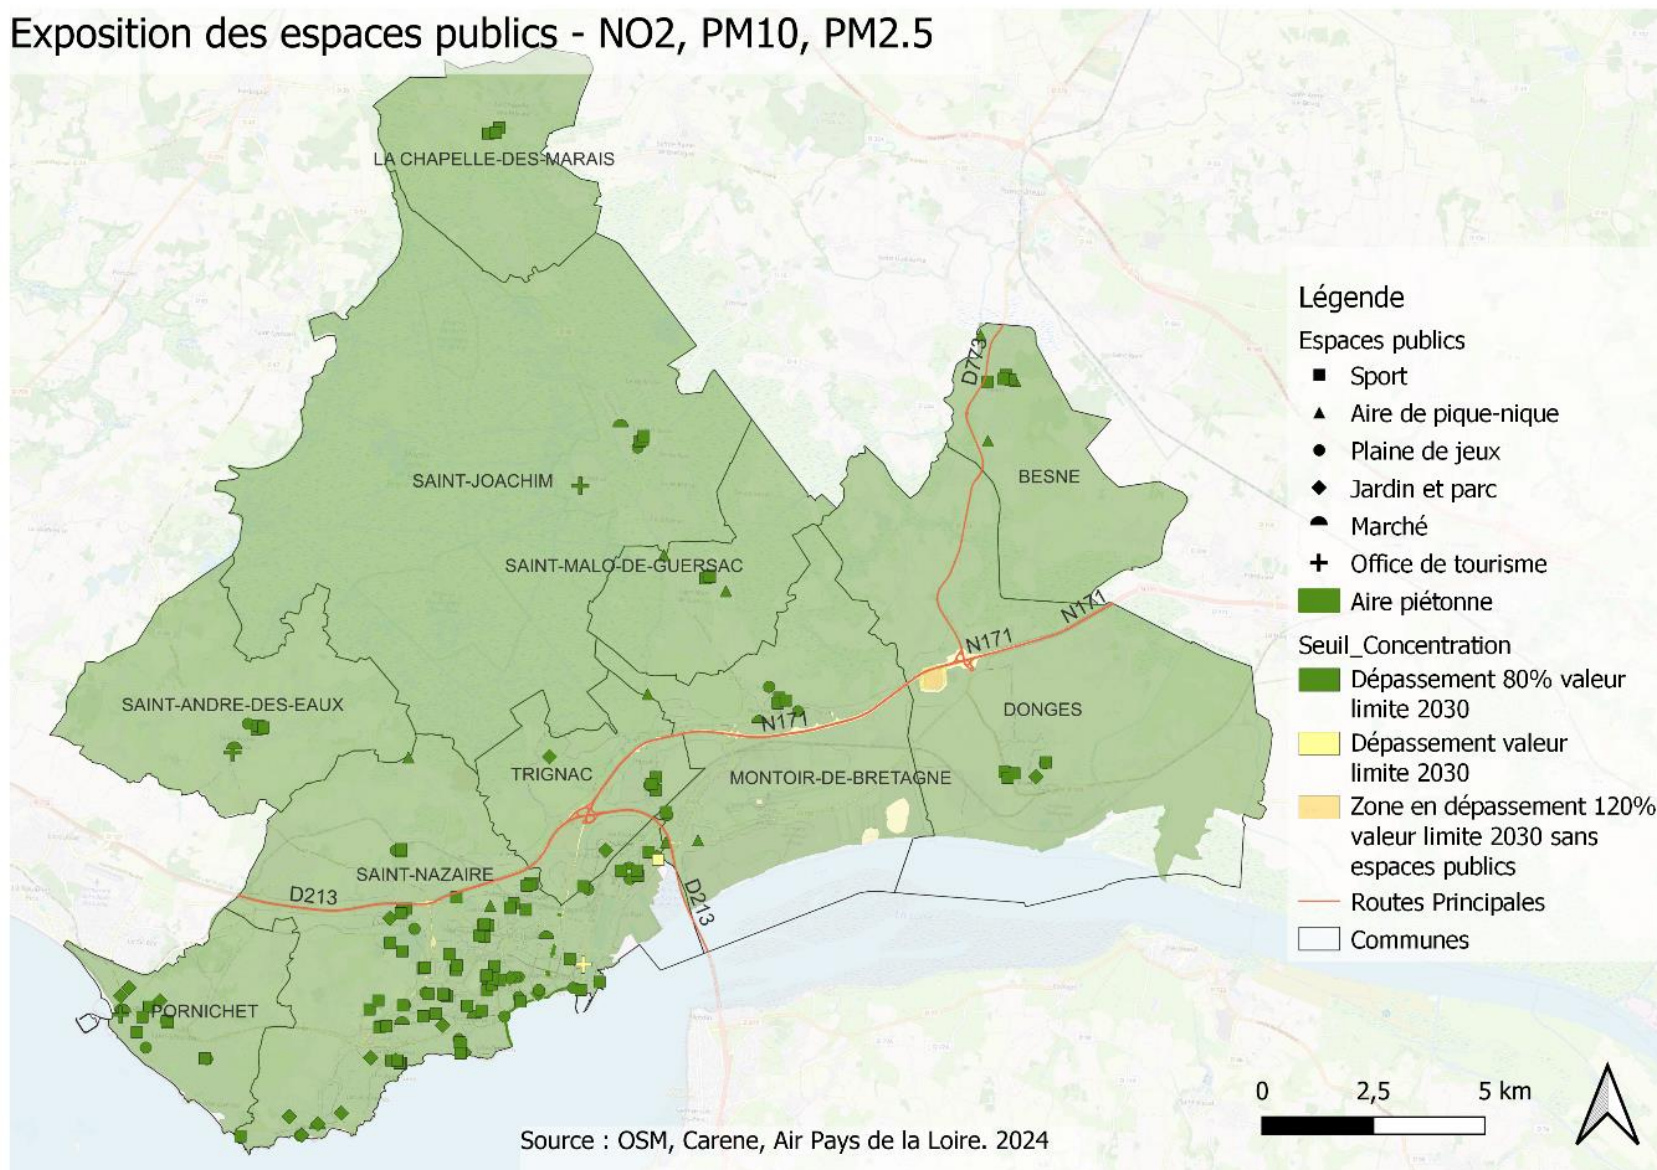 Exposition des espaces publics - NO2, PM10, PM2.5
LA CHAPELLE-DES-MARAIS
D773
BESNE
SAINT-JOACHIM
SAINT-MALO-DE-GUERSAC
N171
N171
SAINT-ANDRE-DES-EAUX
N171
DONGES
TRIGNAC
MONTOIR-DE-BRETAGNE
SAINT-NAZAIRE
D213
D213
PORNICHET
Légende
Espaces publics
Sport
Aire de pique-nique
Plaine de jeux
Jardin et parc
Marché
Office de tourisme
Aire piétonne
Seuil_Concentration
Dépassement 80% valeur
limite 2030
Dépassement valeur
limite 2030
Zone en dépassement 120%
valeur limite 2030 sans
espaces publics
Routes Principales
Communes
0 2,5 5 km
Source : OSM, Carene, Air Pays de la Loire. 2024